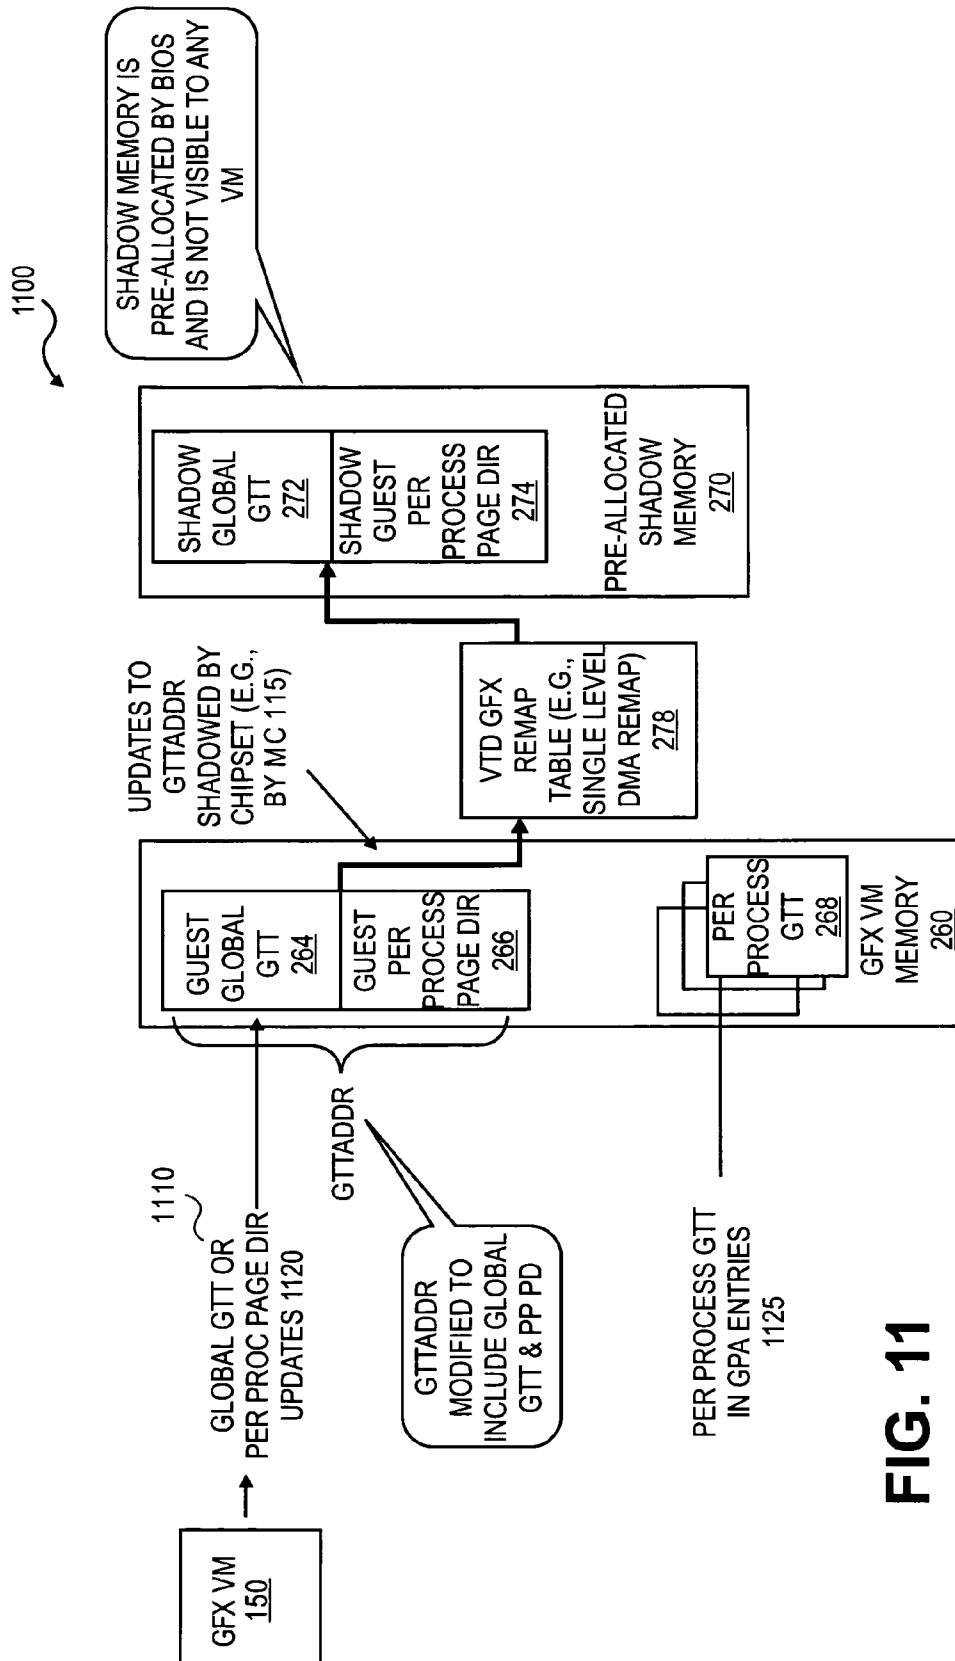 1100
SHADOW MEMORY IS
PRE-ALLOCATED BY BIOS
AND IS NOT VISIBLE TO ANY
VM
GFX VM
150
1110
GLOBAL GTT OR
PER PROC PAGE DIR
UPDATES 1120
GTTADDR
GTTADDR
MODIFIED TO
INCLUDE GLOBAL
GTT & PP PD
UPDATES TO
GTTADDR
SHADOWED BY
CHIPSET (E.G.,
BY MC 115)
GUEST
GLOBAL
GTT
264
GUEST
PER
PROCESS
PAGE DIR
266
PER
PROCESS
GTT
268
GFX VM
MEMORY
260
PER PROCESS GTT
IN GPA ENTRIES
1125
VTD GFX
REMAP
TABLE (E.G.,
SINGLE LEVEL
DMA REMAP)
278
SHADOW
GLOBAL
GTT
272
SHADOW
GUEST
PER
PROCESS
PAGE DIR
274
PRE-ALLOCATED
SHADOW
MEMORY
270
FIG. 11